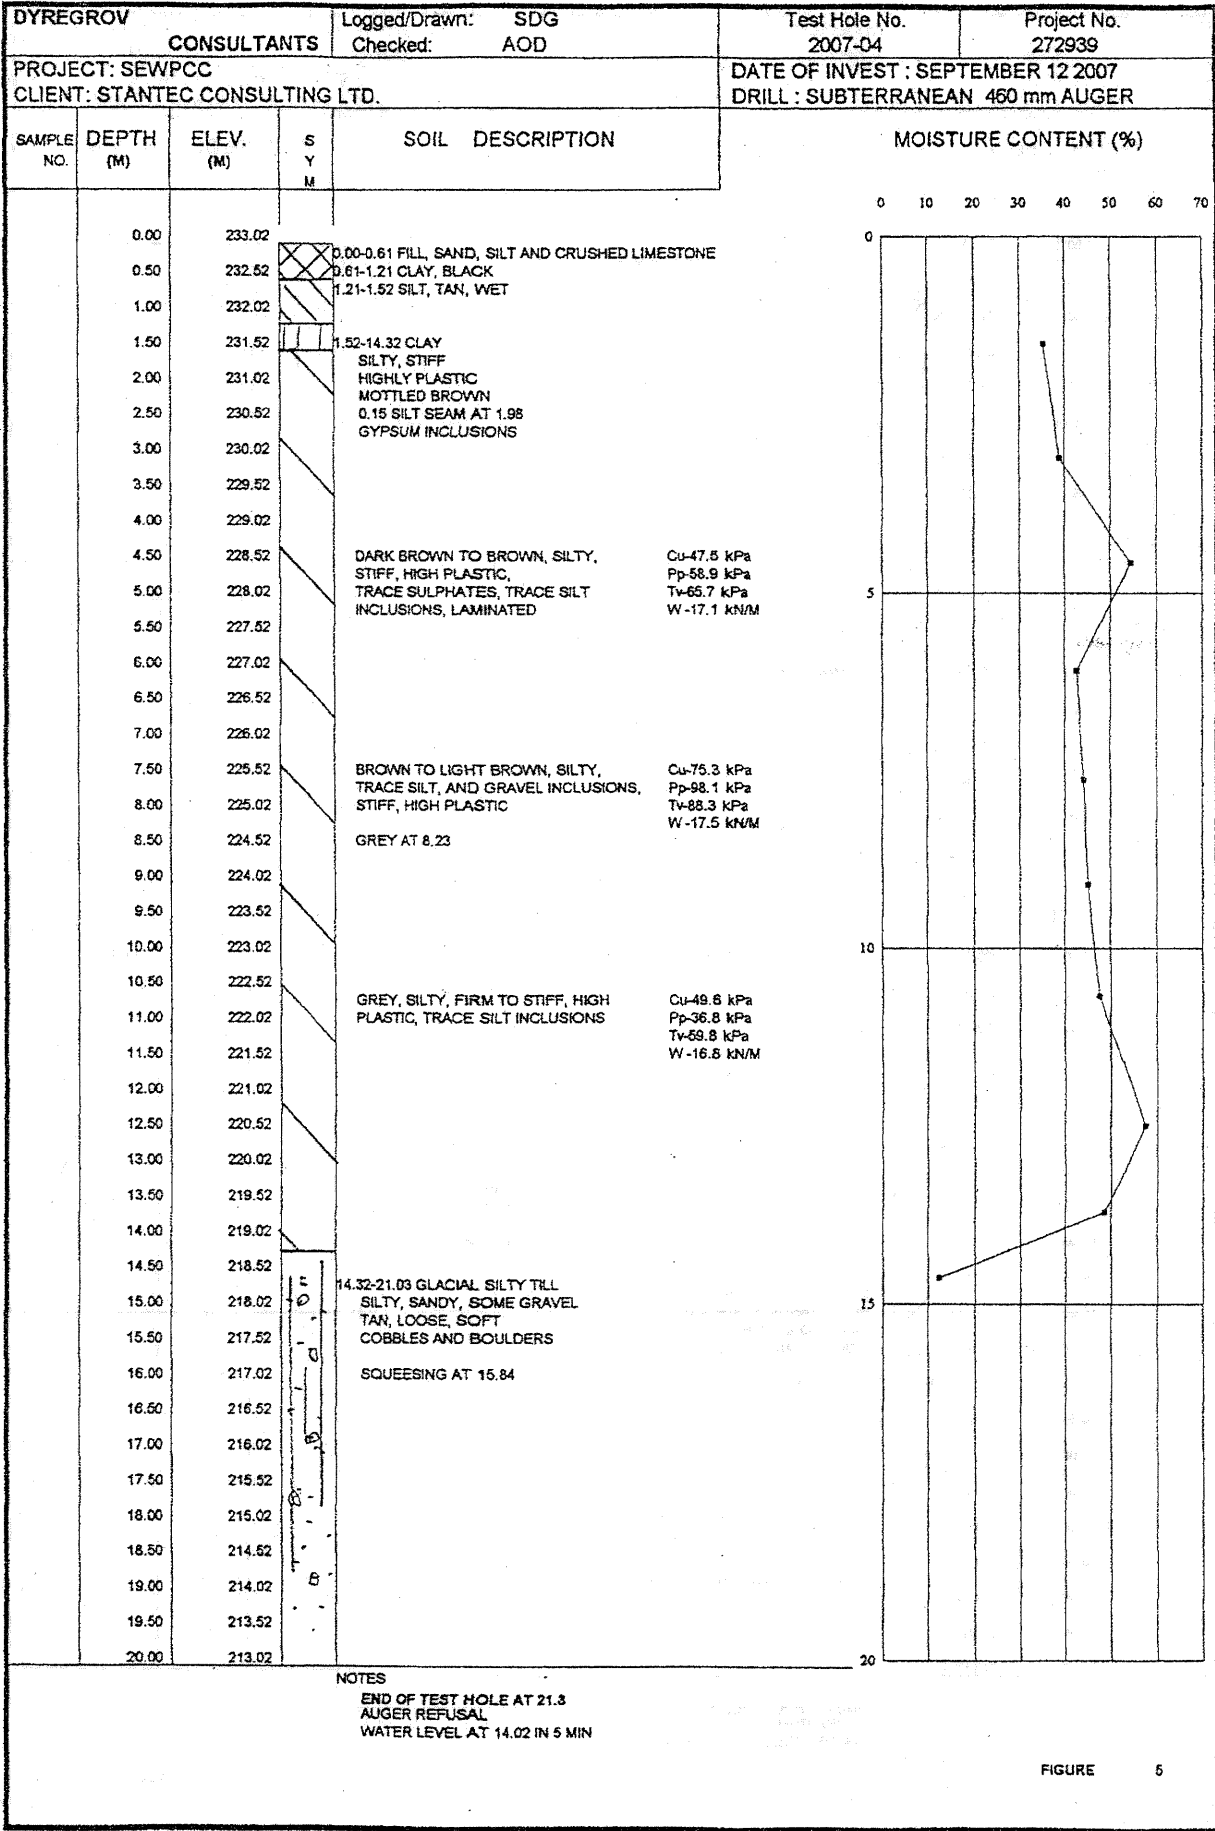 DYREGROV
CONSULTANTS
Logged/Drawn: SDG
Checked: AOD
Test Hole No.
2007-04
Project No.
272939
PROJECT: SEWPCC
CLIENT: STANTEC CONSULTING LTD.
DATE OF INVEST : SEPTEMBER 12 2007
DRILL : SUBTERRANEAN 460 mm AUGER
SAMPLE NO.
DEPTH (M)
ELEV. (M)
S Y M
SOIL DESCRIPTION
MOISTURE CONTENT (%)
0 10 20 30 40 50 60 70
0.00 233.02
0
0.00-0.61 FILL, SAND, SILT AND CRUSHED LIMESTONE
0.50 232.52 0.61-1.21 CLAY, BLACK
1.21-1.52 SILT, TAN, WET
1.00 232.02
1.50 231.52 1.52-14.32 CLAY
SILTY, STIFF
2.00 231.02 HIGHLY PLASTIC
MOTTLED BROWN
2.50 230.52 0.15 SILT SEAM AT 1.98
GYPSUM INCLUSIONS
3.00 230.02
3.50 229.52
4.00 229.02
4.50 228.52 DARK BROWN TO BROWN, SILTY, Cu-47.5 kPa
STIFF, HIGH PLASTIC, Pp-58.9 kPa
5.00 228.02 TRACE SULPHATES, TRACE SILT Tv-65.7 kPa
5
INCLUSIONS, LAMINATED W-17.1 kN/M
5.50 227.52
6.00 227.02
6.50 226.52
7.00 226.02
7.50 225.52 BROWN TO LIGHT BROWN, SILTY, Cu-75.3 kPa
TRACE SILT, AND GRAVEL INCLUSIONS, Pp-98.1 kPa
8.00 225.02 STIFF, HIGH PLASTIC Tv-88.3 kPa
W-17.5 kN/M
8.50 224.52 GREY AT 8.23
9.00 224.02
9.50 223.52
10.00 223.02
10
10.50 222.52
GREY, SILTY, FIRM TO STIFF, HIGH Cu-49.6 kPa
11.00 222.02 PLASTIC, TRACE SILT INCLUSIONS Pp-36.8 kPa
Tv-59.8 kPa
11.50 221.52 W-16.8 kN/M
12.00 221.02
12.50 220.52
13.00 220.02
13.50 219.52
14.00 219.02
14.50 218.52
14.32-21.03 GLACIAL SILTY TILL
15.00 218.02 SILTY, SANDY, SOME GRAVEL
15
TAN, LOOSE, SOFT
15.50 217.52 COBBLES AND BOULDERS
16.00 217.02 SQUEESING AT 15.84
16.50 216.52
17.00 216.02
17.50 215.52
18.00 215.02
18.50 214.52
19.00 214.02
19.50 213.52
20.00 213.02
20
NOTES
END OF TEST HOLE AT 21.3
AUGER REFUSAL
WATER LEVEL AT 14.02 IN 5 MIN
FIGURE 5